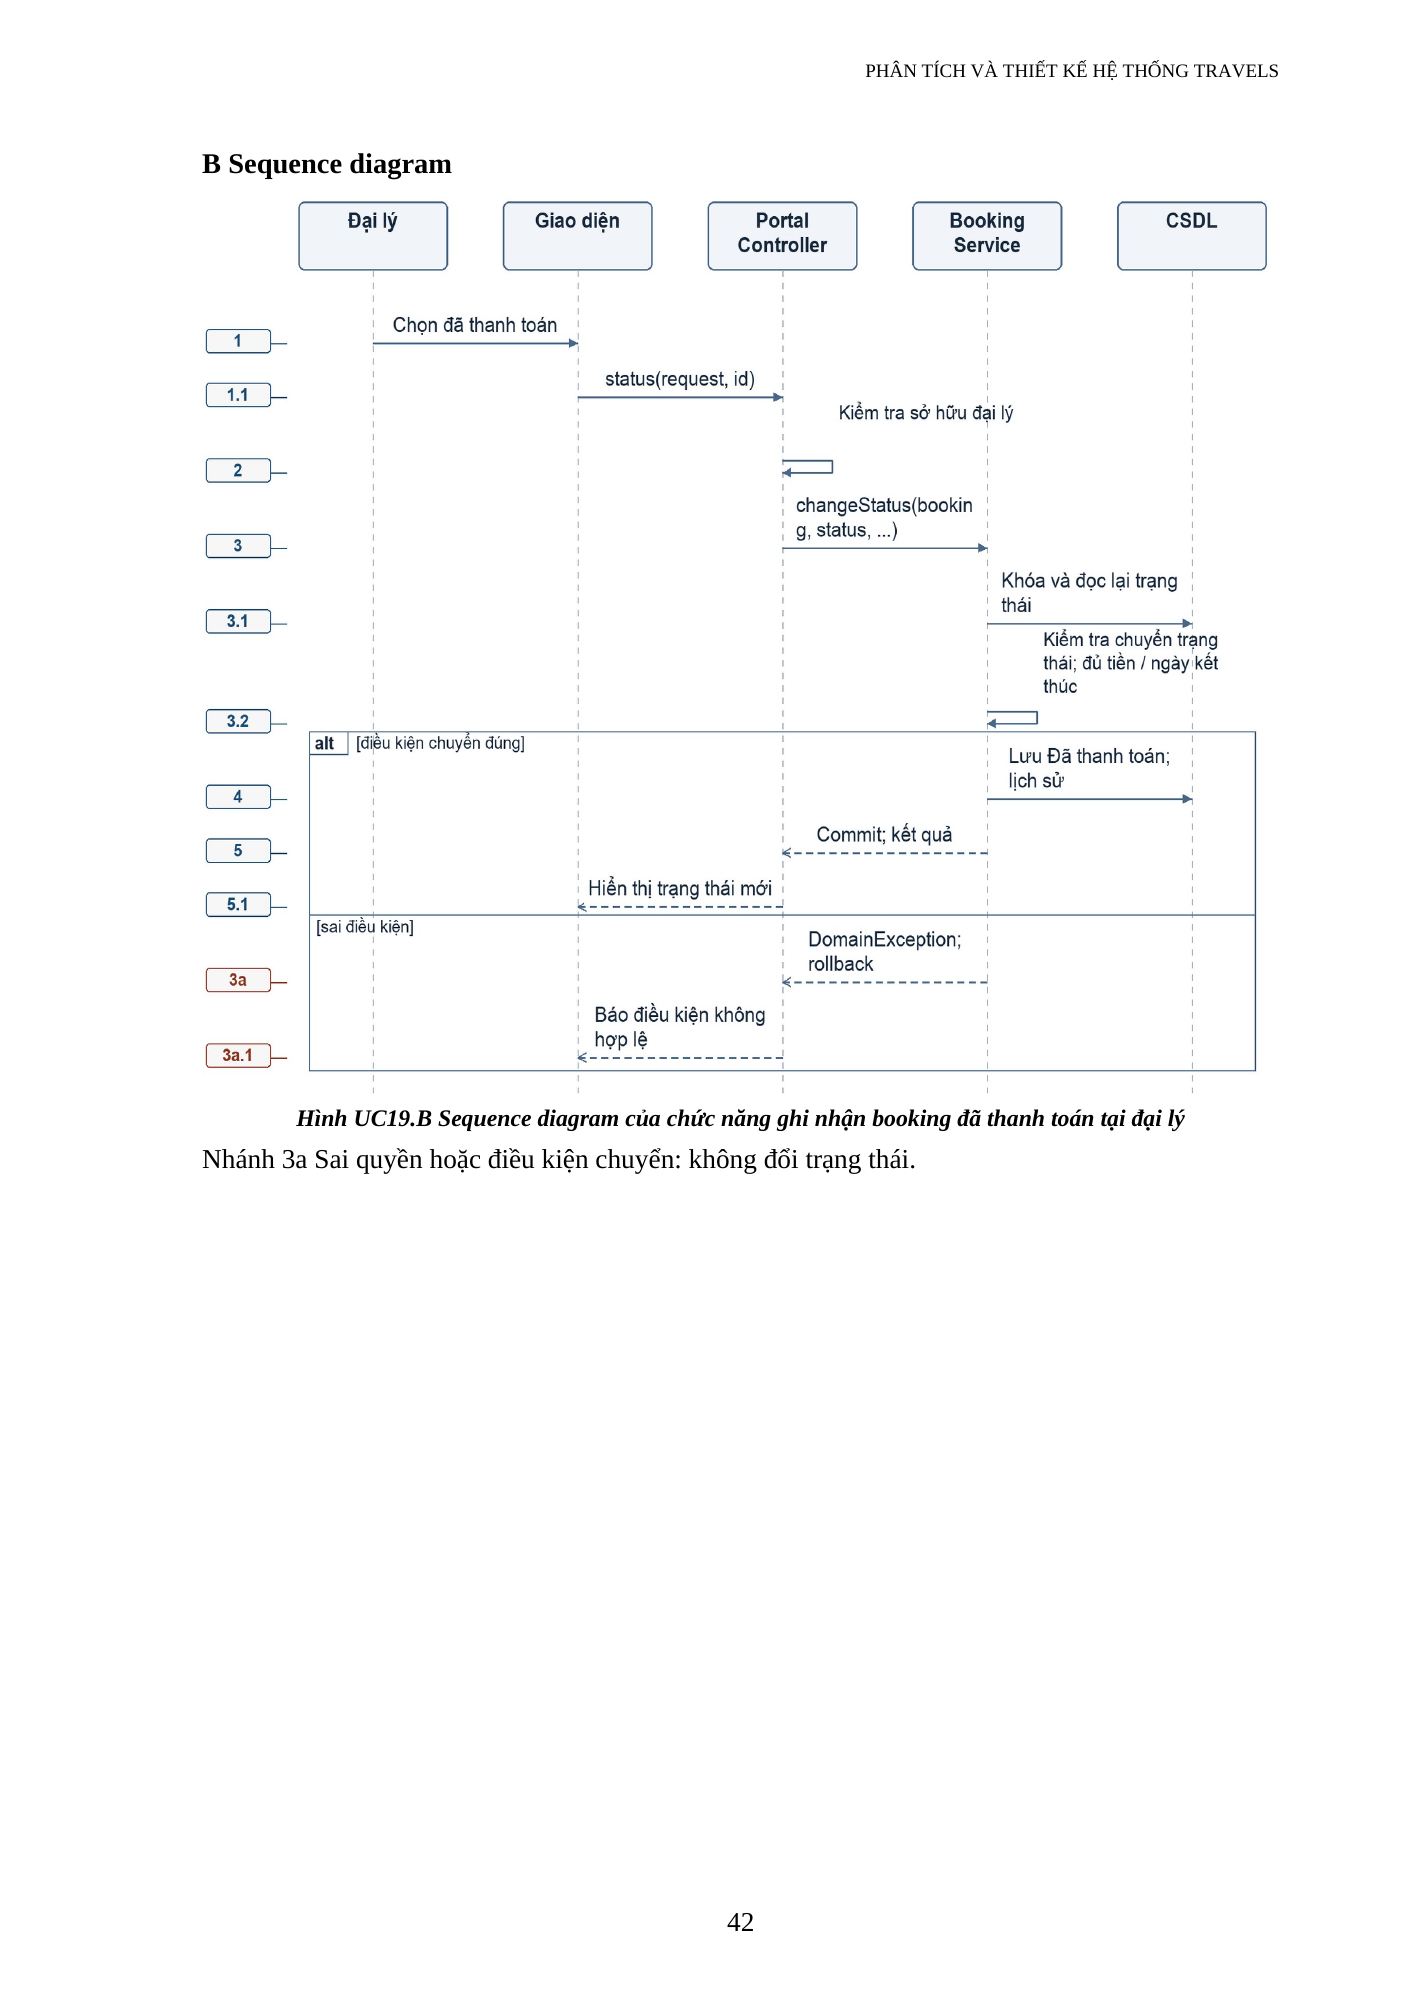 PHÂN TÍCH VÀ THIẾT KẾ HỆ THỐNG TRAVELS
B Sequence diagram
Đại lý
Giao diện
Portal
Controller
Booking
Service
CSDL
1
Chọn đã thanh toán
1.1
status(request, id)
Kiểm tra sở hữu đại lý
2
changeStatus(bookin
g, status, ...)
3
Khóa và đọc lại trạng
thái
3.1
Kiểm tra chuyển trạng
thái; đủ tiền / ngày kết
thúc
3.2
alt
[điều kiện chuyển đúng]
Lưu Đã thanh toán;
lịch sử
4
Commit; kết quả
5
Hiển thị trạng thái mới
5.1
[sai điều kiện]
DomainException;
rollback
3a
Báo điều kiện không
hợp lệ
3a.1
Hình UC19.B Sequence diagram của chức năng ghi nhận booking đã thanh toán tại đại lý
Nhánh 3a Sai quyền hoặc điều kiện chuyển: không đổi trạng thái.
42